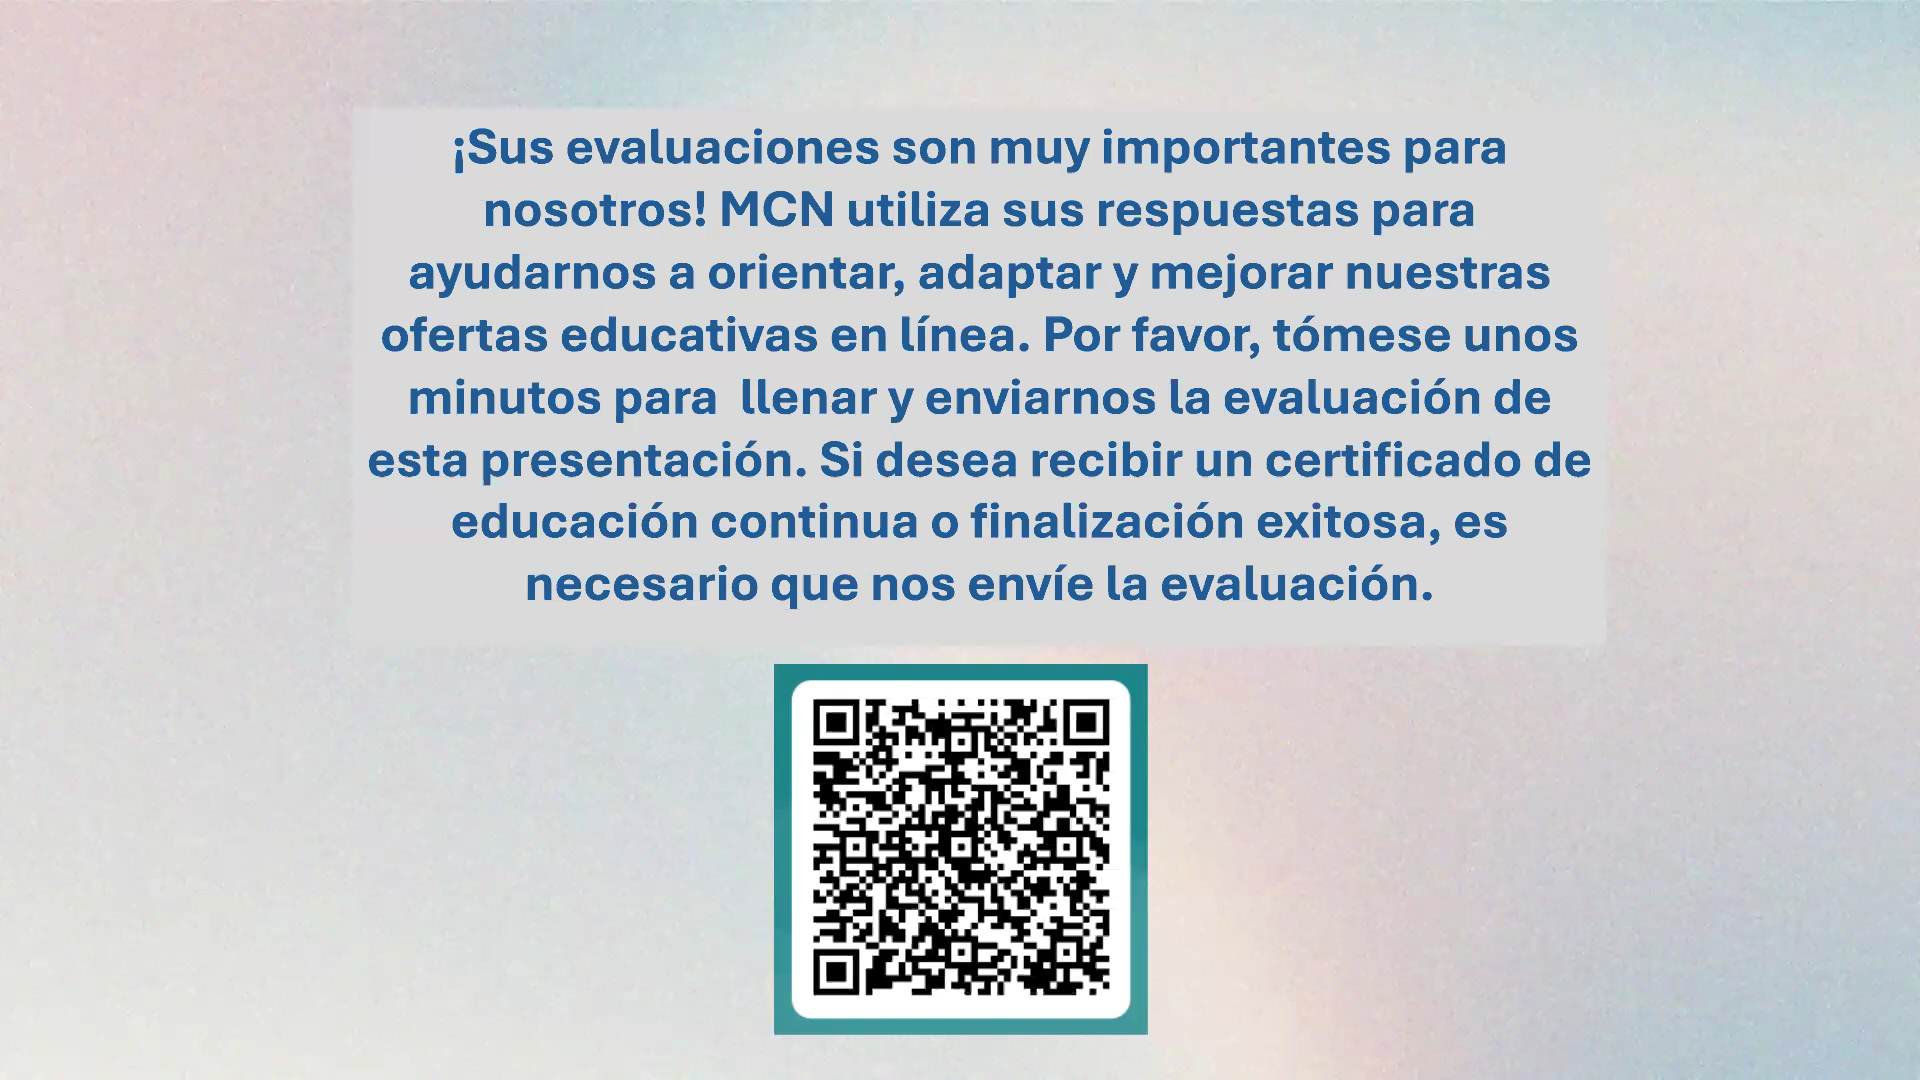 ¡Sus evaluaciones son muy importantes para
nosotros! MCN utiliza sus respuestas para
ayudarnos a orientar, adaptar y mejorar nuestras
ofertas educativas en línea. Por favor, tómese unos
minutos para  llenar y enviarnos la evaluación de
esta presentación. Si desea recibir un certificado de
educación continua o finalización exitosa, es
necesario que nos envíe la evaluación.